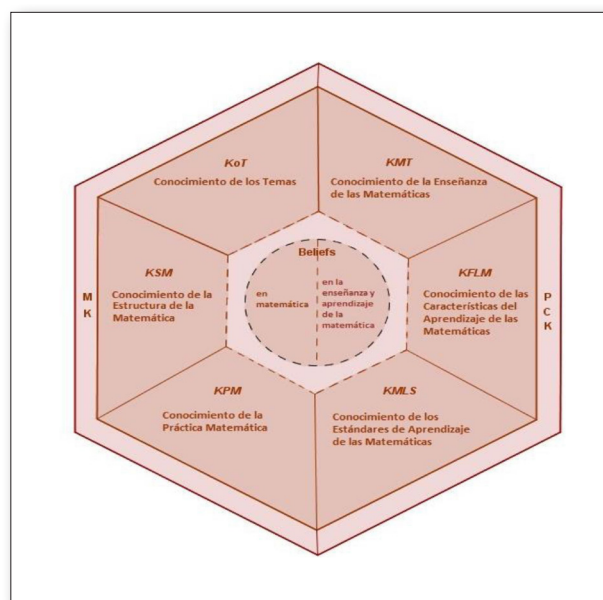 KoT
Conocimiento de los Temas
KMT
Conocimiento de la Enseñanza
de las Matemáticas
KSM
Conocimiento de la
Estructura de la
Matemática
Beliefs
en
matemática
en la
enseñanza y
aprendizaje
de la
matemática
KFLM
Conocimiento de las
Características del
Aprendizaje de las
Matemáticas
M
K
P
C
K
KPM
Conocimiento de la
Práctica Matemática
KMLS
Conocimiento de los
Estándares de Aprendizaje
de las Matemáticas